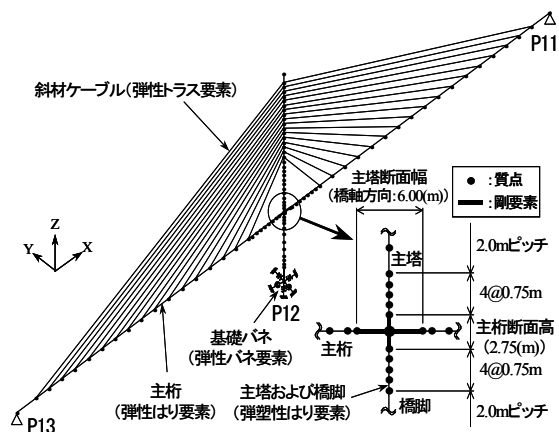 P11
斜材ケーブル(弾性トラス要素)
主塔断面幅
(橋軸方向:6.00(m))
●:質点
━:剛要素
Z
Y
X
主塔
2.0mピッチ
4@0.75m
主桁断面高
(2.75(m))
4@0.75m
2.0mピッチ
主桁
橋脚
P12
基礎バネ
(弾性バネ要素)
主桁
(弾性はり要素)
主塔および橋脚
(弾塑性はり要素)
P13